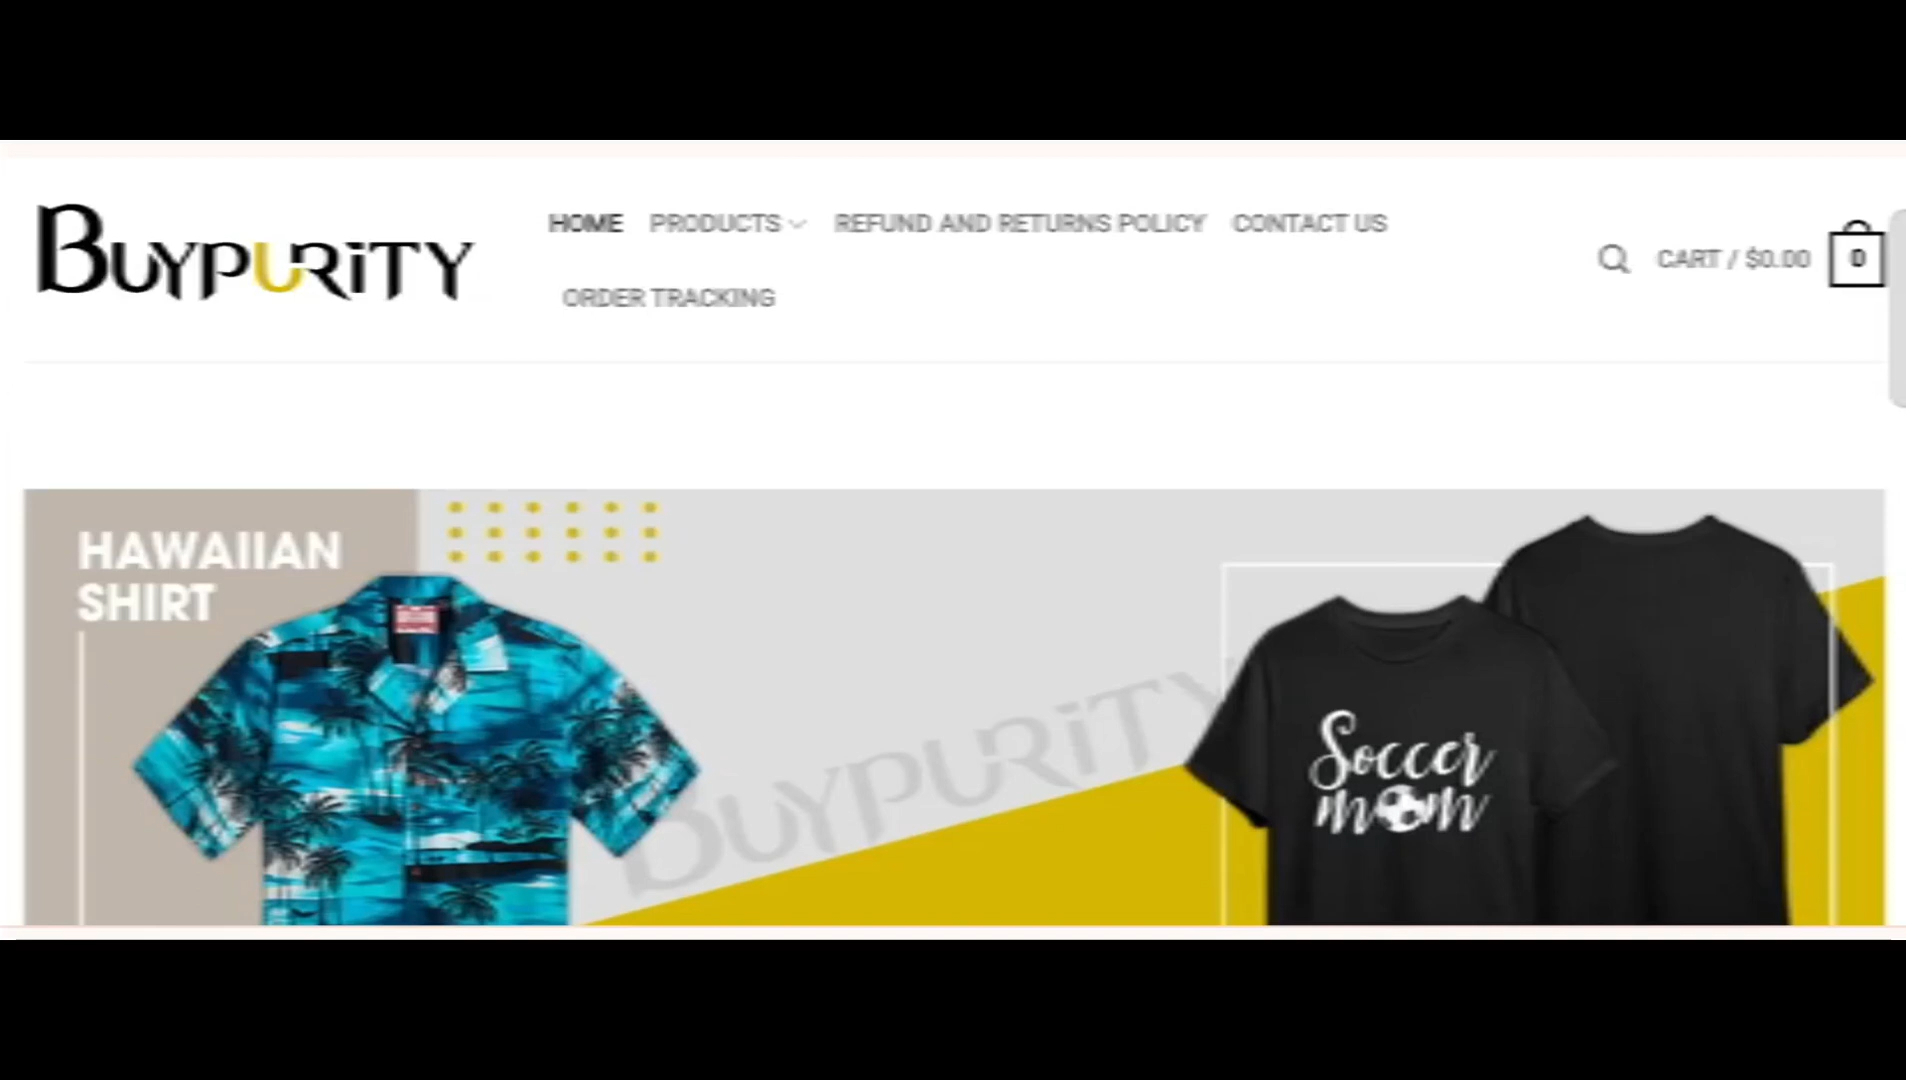 BUYPURITY
HOME PRODUCTS REFUND AND RETURNS POLICY CONTACT US
ORDER TRACKING
CART / $0.00 0
HAWAIIAN
SHIRT
BUYPURITY
Soccer
mom